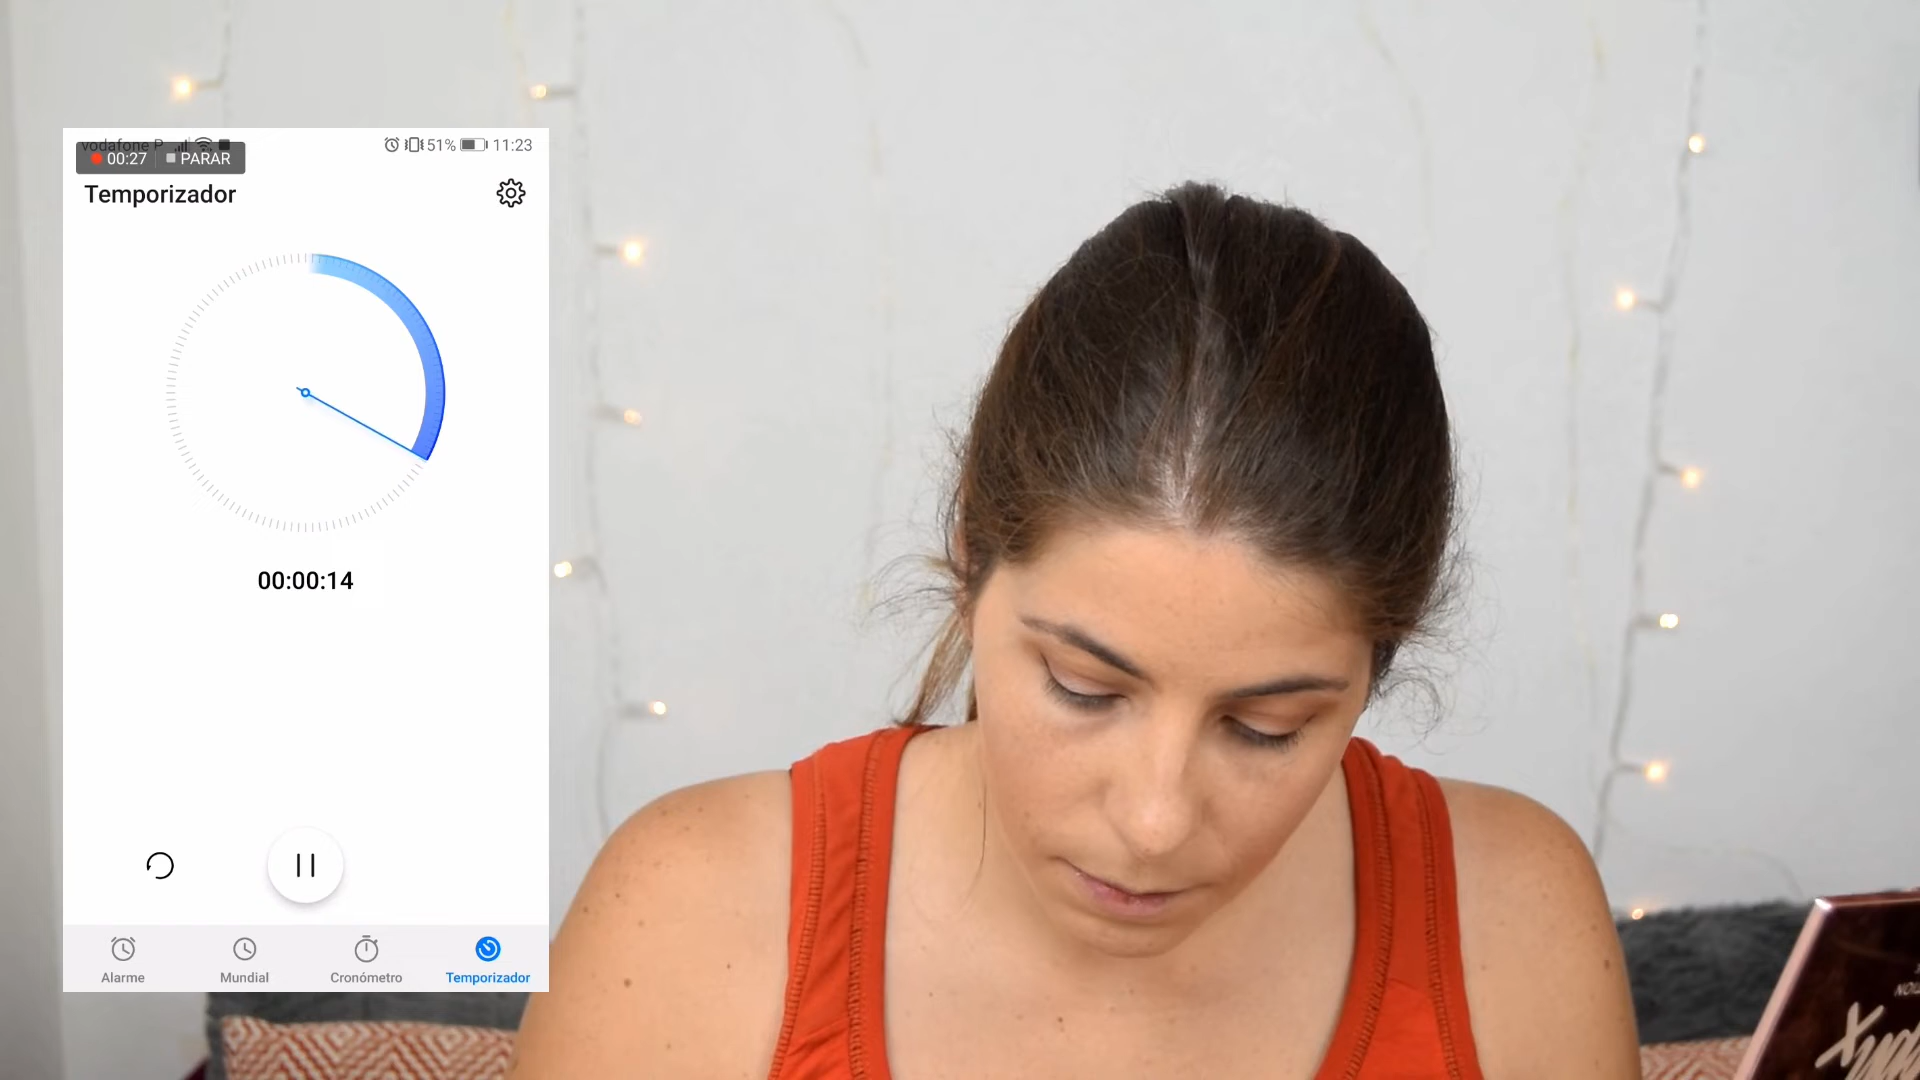 vodafone P 51% 11:23
00:27 PARAR
Temporizador
00:00:14
Alarme Mundial Cronómetro Temporizador